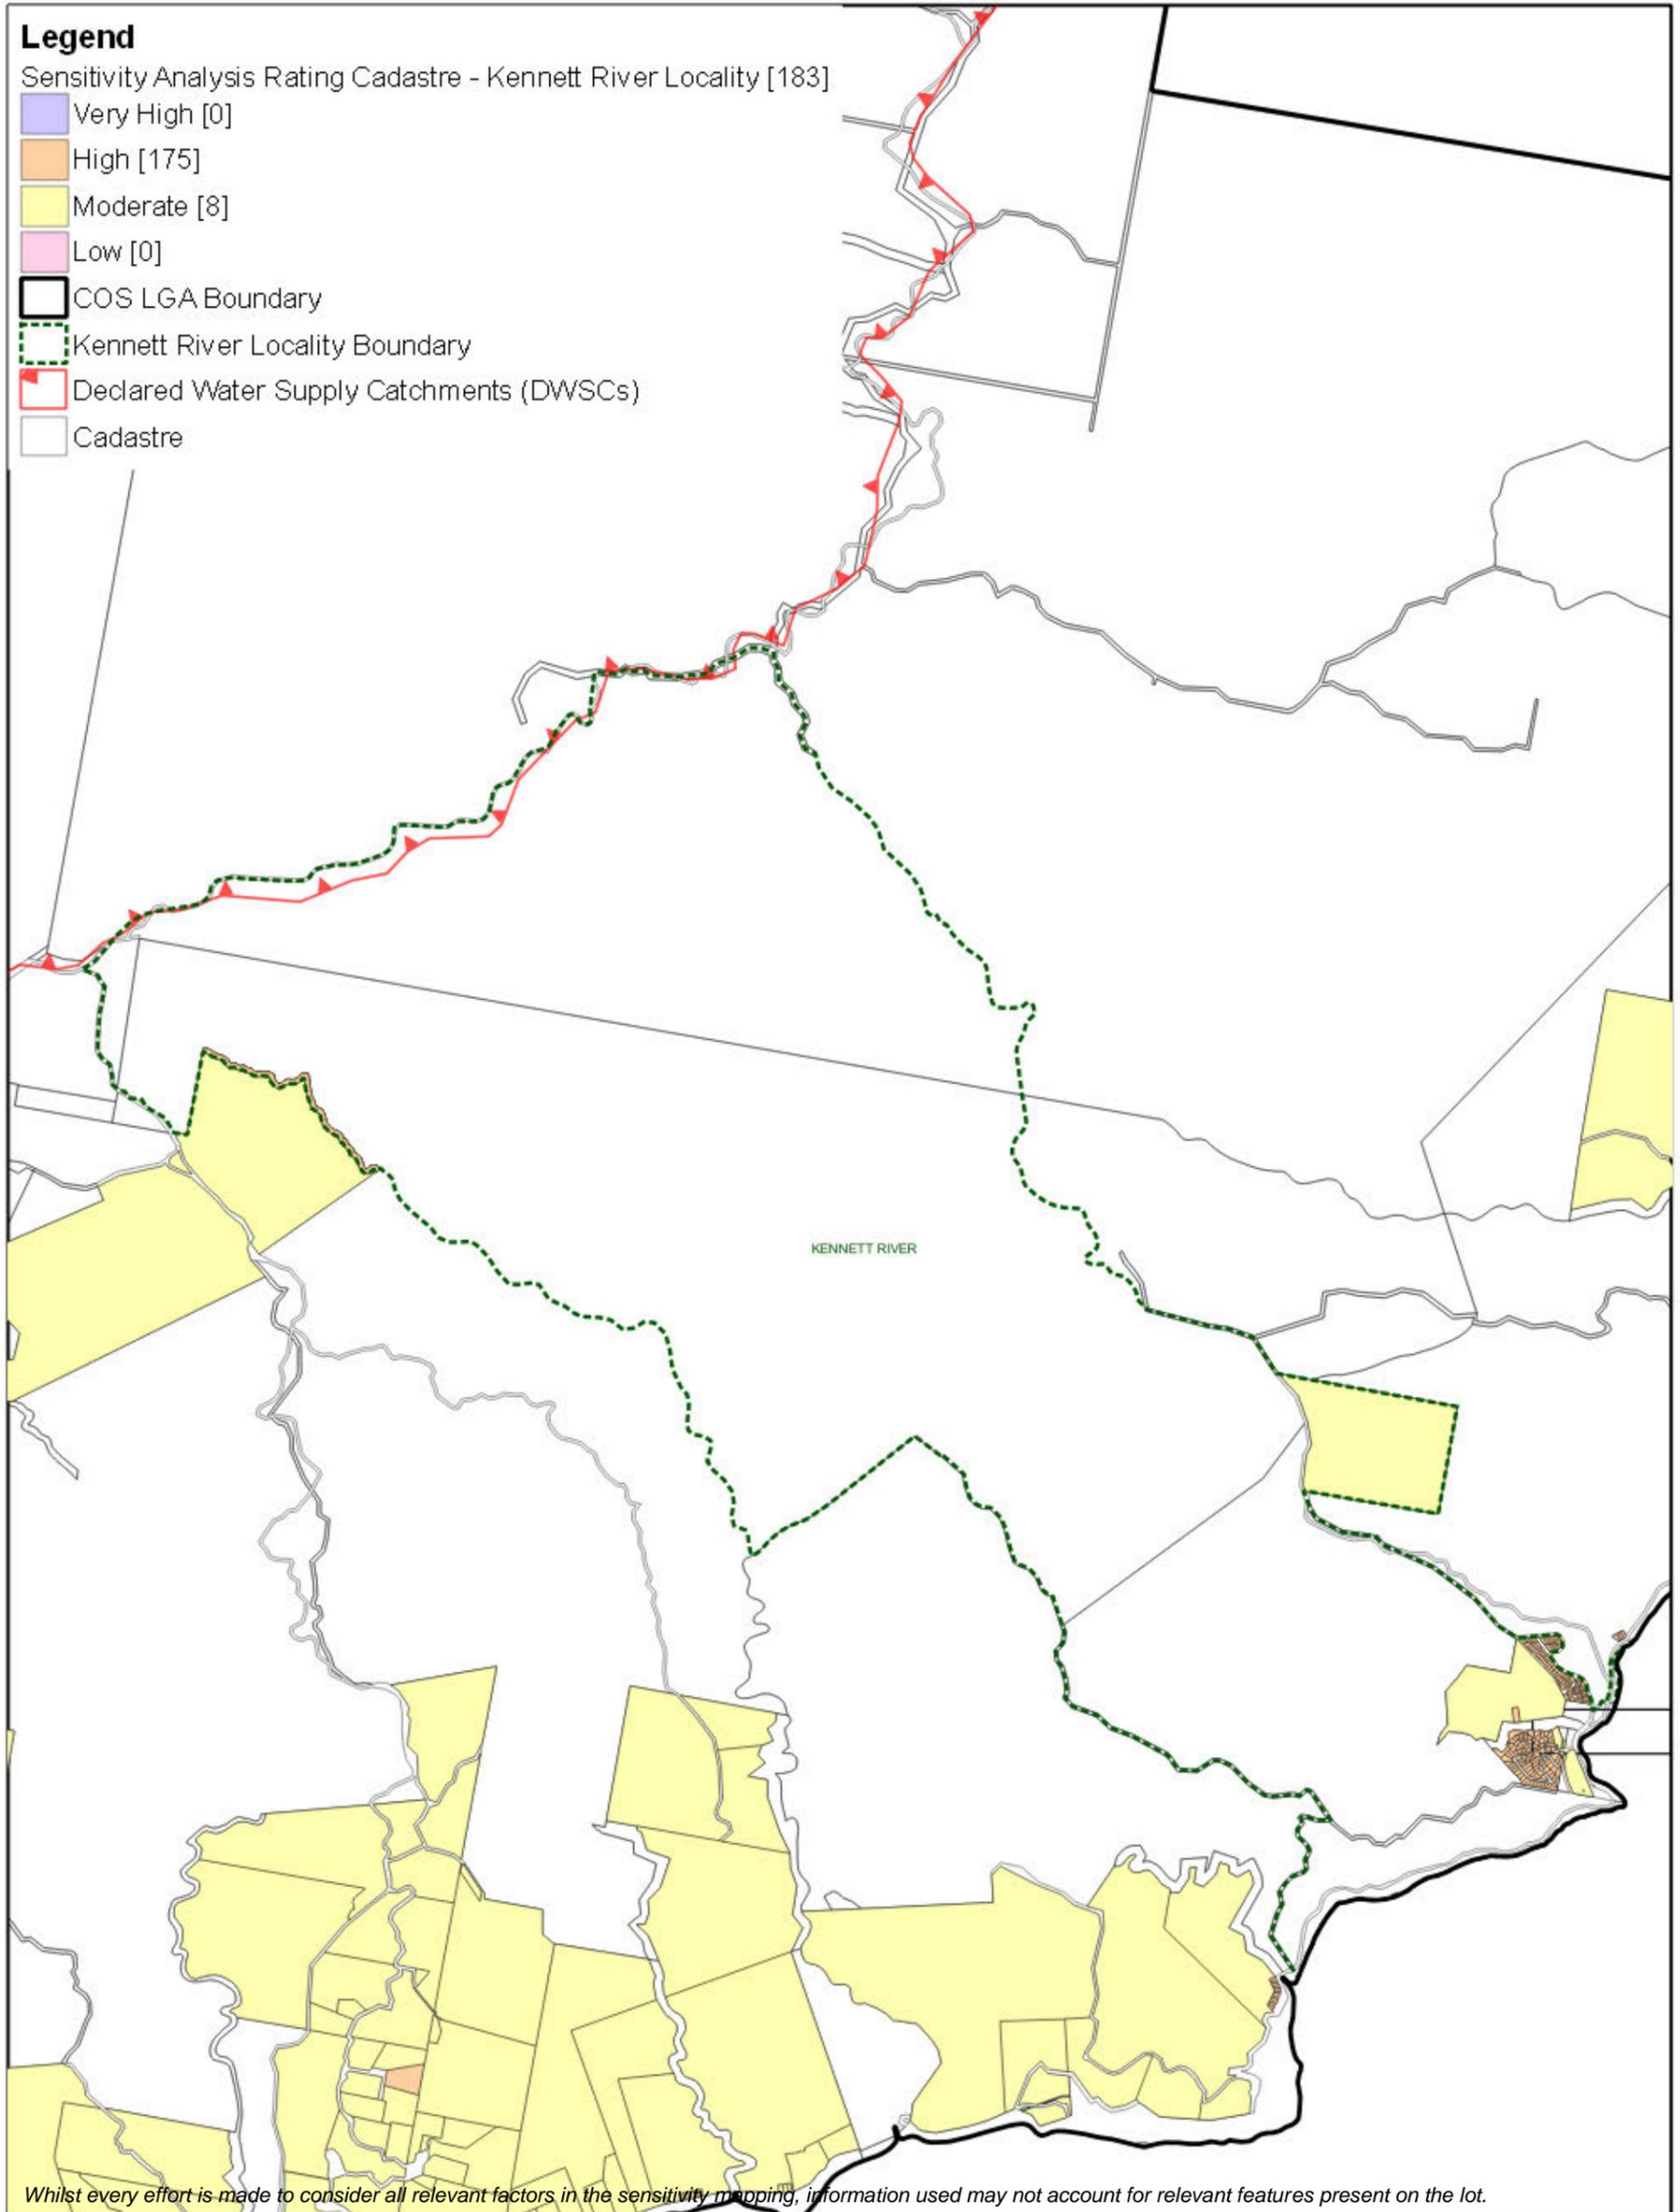 Legend
Sensitivity Analysis Rating Cadastre - Kennett River Locality [183]
Very High [0]
High [175]
Moderate [8]
Low [0]
COS LGA Boundary
Kennett River Locality Boundary
Declared Water Supply Catchments (DWSCs)
Cadastre
KENNETT RIVER
Whilst every effort is made to consider all relevant factors in the sensitivity mapping, information used may not account for relevant features present on the lot.